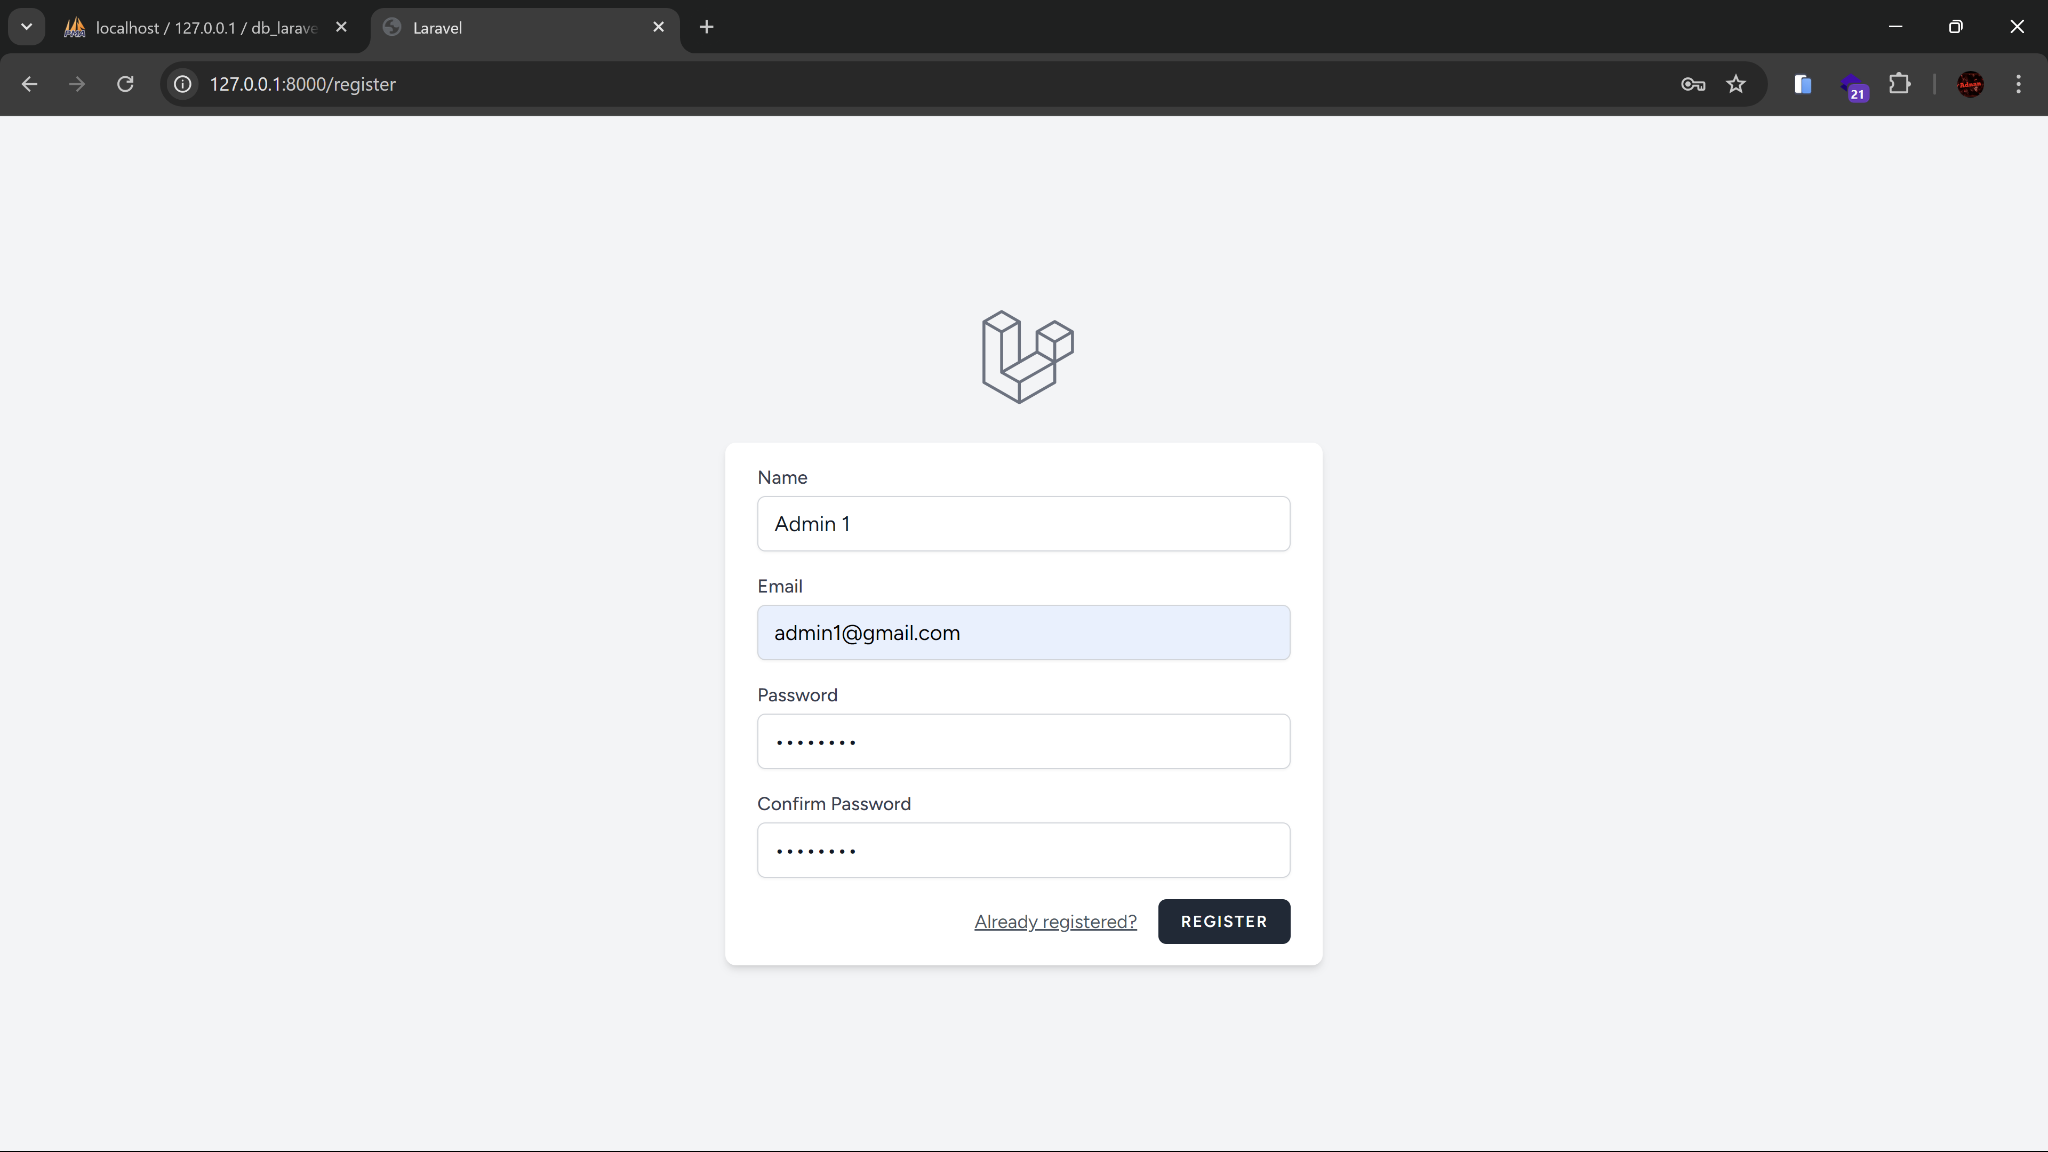 localhost / 127.0.0.1 / db_larave
Laravel
127.0.0.1:8000/register
21
Name
Admin 1
Email
admin1@gmail.com
Password
••••••••
Confirm Password
••••••••
Already registered?
REGISTER